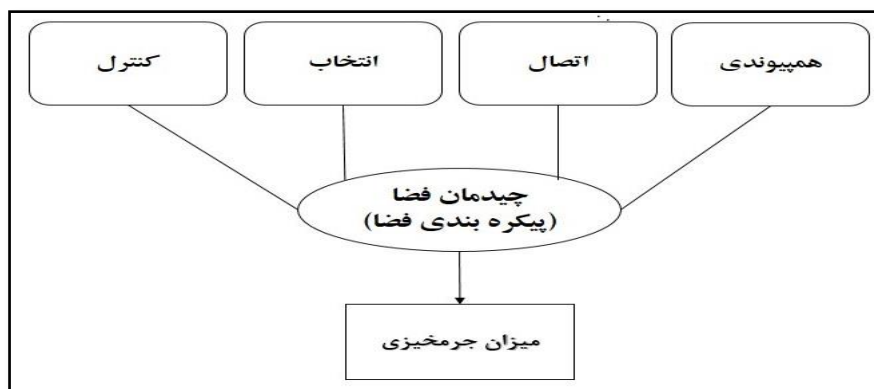 همپیوندی
اتصال
انتخاب
کنترل
چیدمان فضا
(پیکره بندی فضا)
میزان جرمخیزی